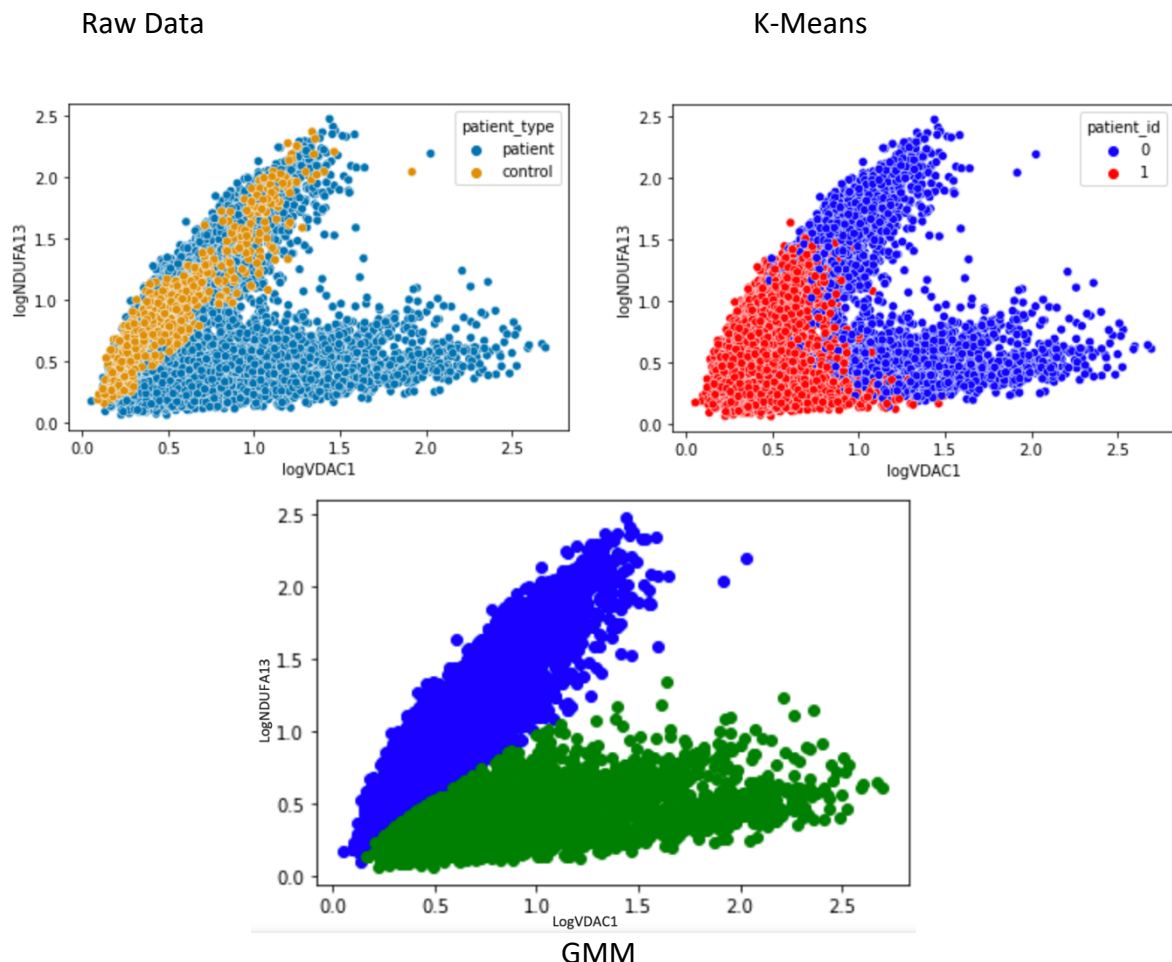 Raw Data
K-Means
2.5
2.0
1.5
1.0
0.5
0.0
logNDUFA13
patient_type
patient
control
0.0 0.5 1.0 1.5 2.0 2.5
logVDAC1
2.5
2.0
1.5
1.0
0.5
0.0
logNDUFA13
patient_id
0
1
0.0 0.5 1.0 1.5 2.0 2.5
logVDAC1
2.5
2.0
1.5
1.0
0.5
0.0
LogNDUFA13
0.0 0.5 1.0 1.5 2.0 2.5
LogVDAC1
GMM